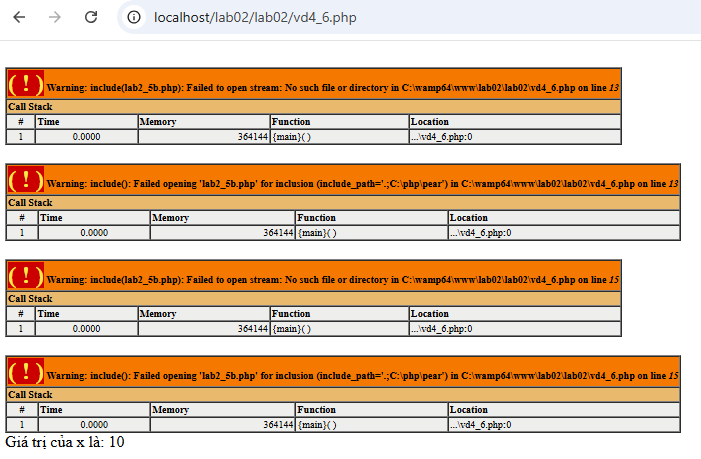 localhost/lab02/lab02/vd4_6.php
( ! ) Warning: include(lab2_5b.php): Failed to open stream: No such file or directory in C:\wamp64\www\lab02\lab02\vd4_6.php on line 13
Call Stack
# Time Memory Function Location
1 0.0000 364144 {main}( ) ...\vd4_6.php:0
( ! ) Warning: include(): Failed opening 'lab2_5b.php' for inclusion (include_path='.;C:\php\pear') in C:\wamp64\www\lab02\lab02\vd4_6.php on line 13
Call Stack
# Time Memory Function Location
1 0.0000 364144 {main}( ) ...\vd4_6.php:0
( ! ) Warning: include(lab2_5b.php): Failed to open stream: No such file or directory in C:\wamp64\www\lab02\lab02\vd4_6.php on line 15
Call Stack
# Time Memory Function Location
1 0.0000 364144 {main}( ) ...\vd4_6.php:0
( ! ) Warning: include(): Failed opening 'lab2_5b.php' for inclusion (include_path='.;C:\php\pear') in C:\wamp64\www\lab02\lab02\vd4_6.php on line 15
Call Stack
# Time Memory Function Location
1 0.0000 364144 {main}( ) ...\vd4_6.php:0
Giá trị của x là: 10